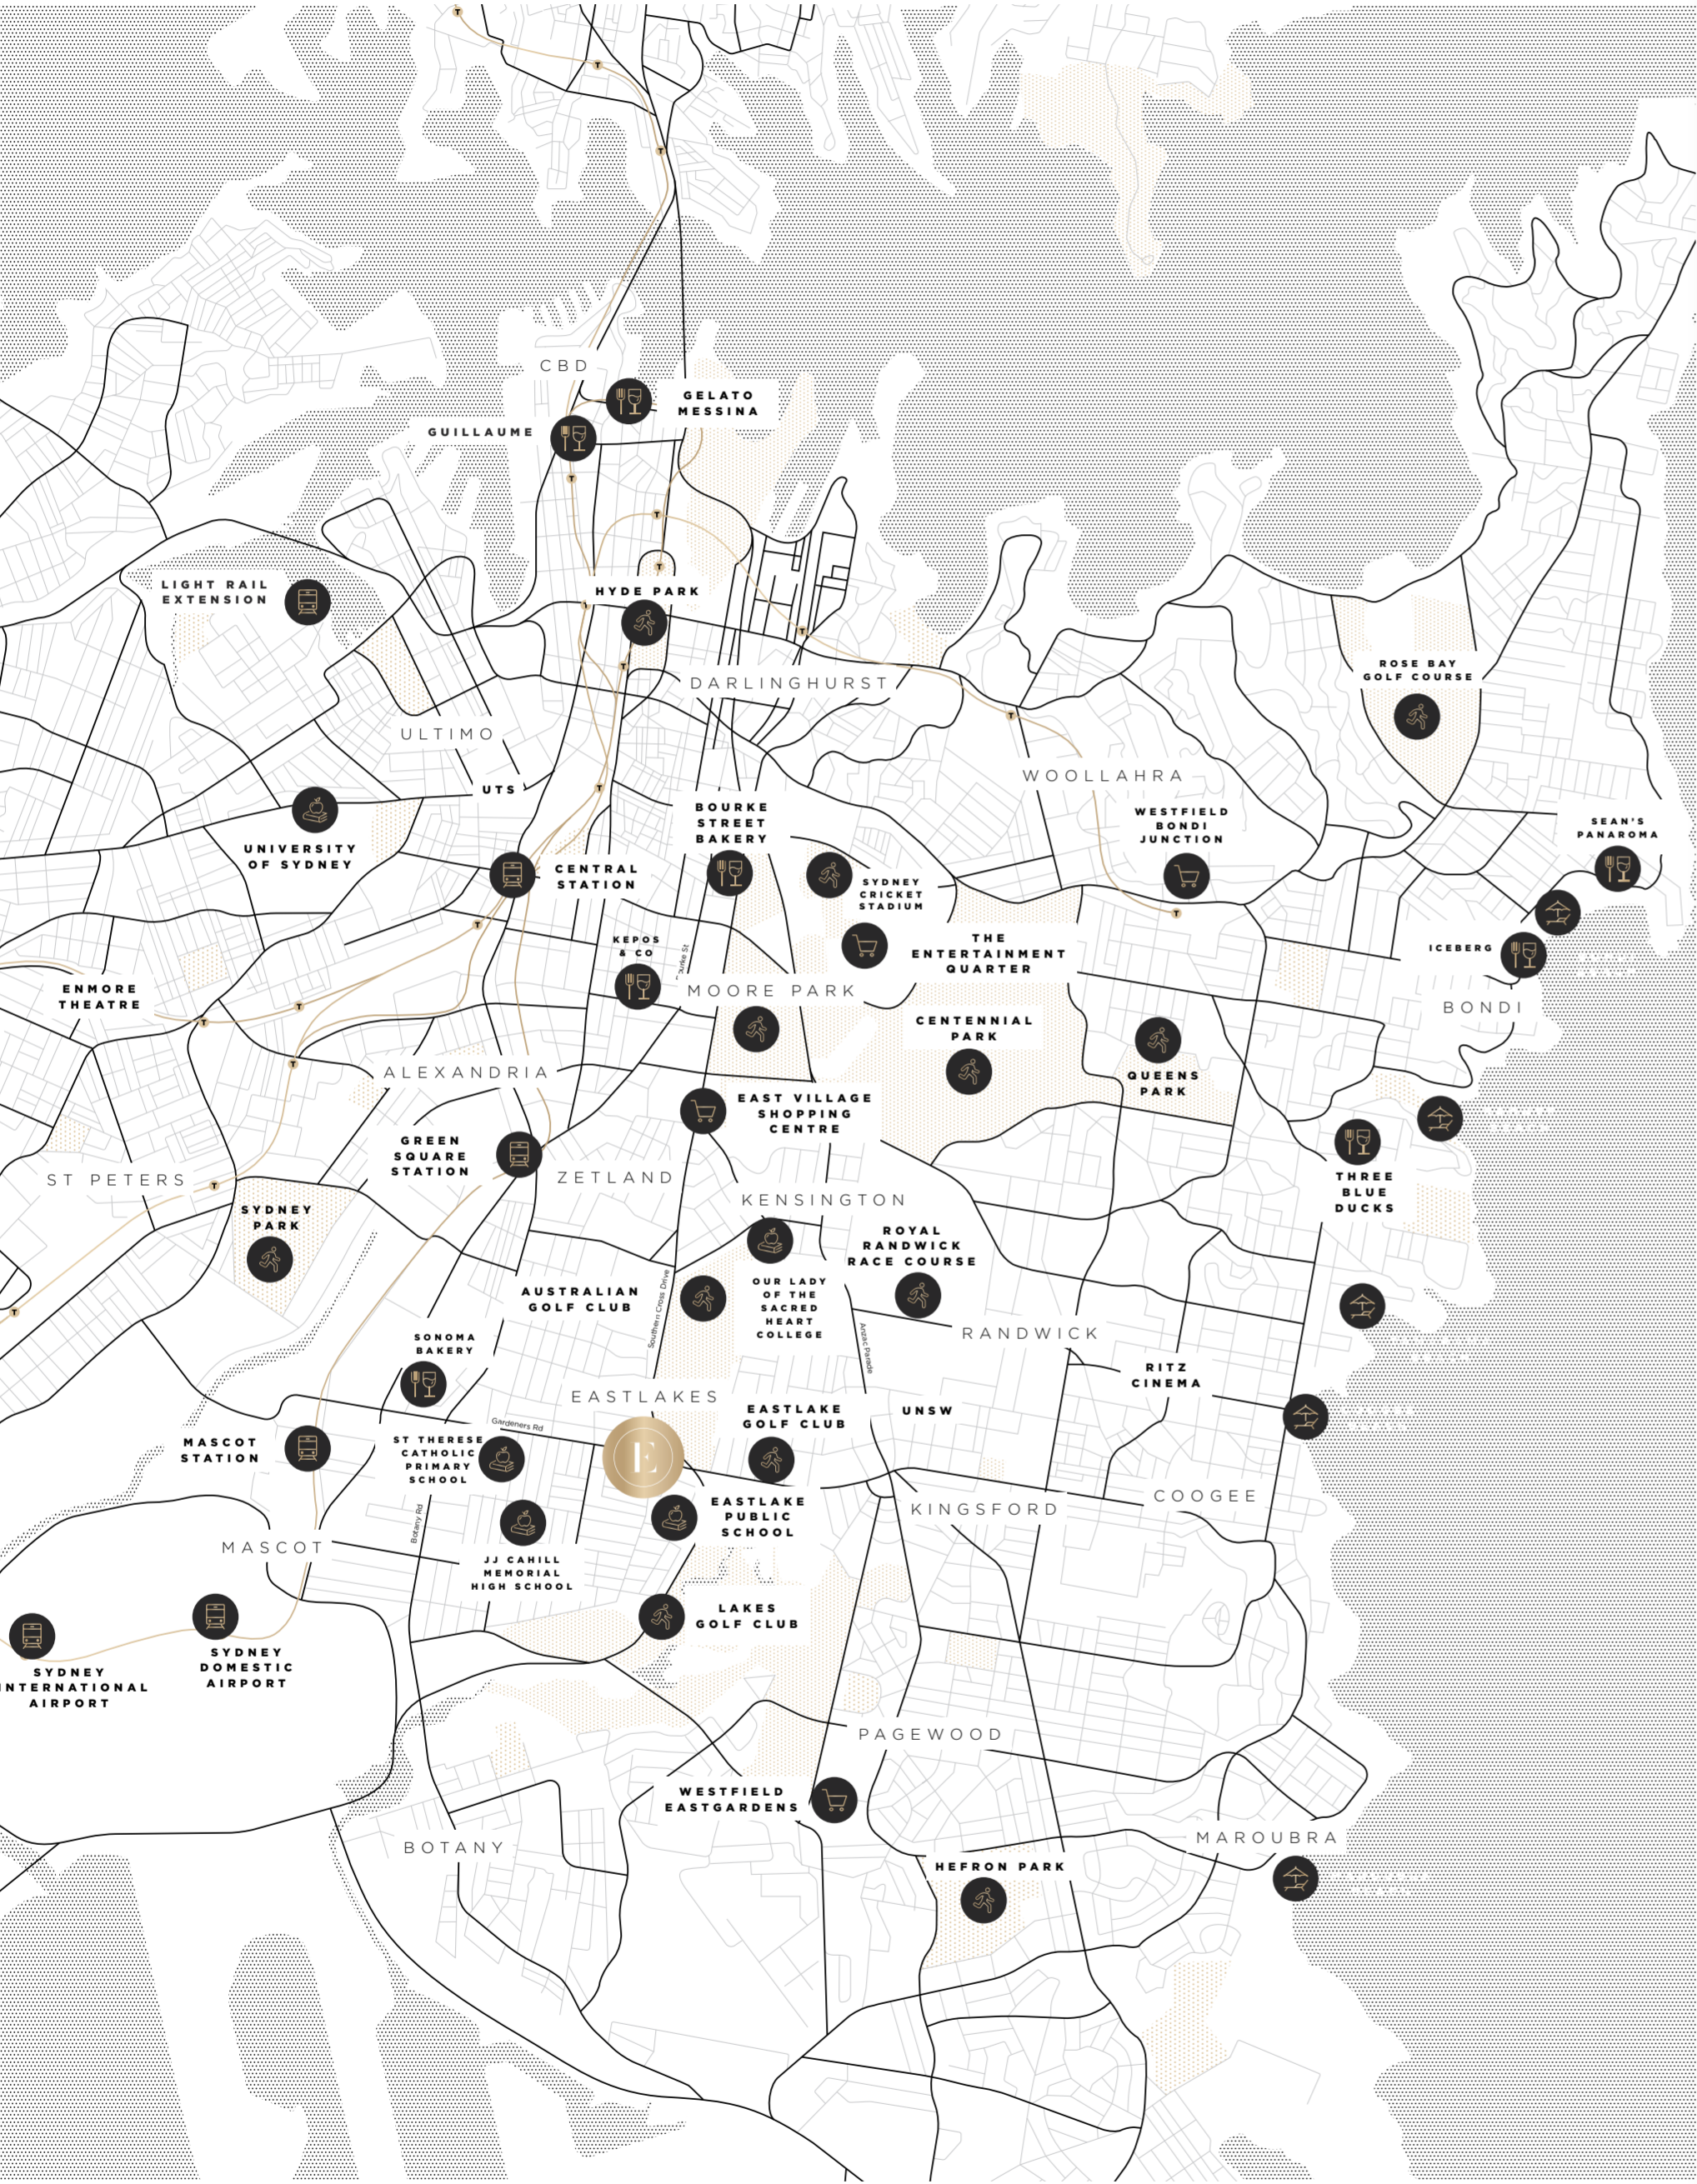 CBD
GELATO
MESSINA
GUILLAUME
LIGHT RAIL
EXTENSION
HYDE PARK
DARLINGHURST
ROSE BAY
GOLF COURSE
ULTIMO
WOOLLAHRA
UTS
BOURKE
STREET
BAKERY
WESTFIELD
BONDI
JUNCTION
SEAN'S
PANAROMA
UNIVERSITY
OF SYDNEY
CENTRAL
STATION
SYDNEY
CRICKET
STADIUM
KEPOS
& CO
THE
ENTERTAINMENT
QUARTER
ICEBERG
ourke St
ENMORE
THEATRE
MOORE PARK
BONDI
CENTENNIAL
PARK
ALEXANDRIA
QUEENS
PARK
EAST VILLAGE
SHOPPING
CENTRE
GREEN
SQUARE
STATION
ST PETERS
ZETLAND
THREE
BLUE
DUCKS
KENSINGTON
SYDNEY
PARK
ROYAL
RANDWICK
RACE COURSE
AUSTRALIAN
GOLF CLUB
Southern Cross Drive
OUR LADY
OF THE
SACRED
HEART
COLLEGE
Anzac Parade
RANDWICK
SONOMA
BAKERY
RITZ
CINEMA
EASTLAKES
EASTLAKE
GOLF CLUB
UNSW
Gardeners Rd
MASCOT
STATION
ST THERESE
CATHOLIC
PRIMARY
SCHOOL
E
EASTLAKE
PUBLIC
SCHOOL
KINGSFORD
COOGEE
Botany Rd
MASCOT
JJ CAHILL
MEMORIAL
HIGH SCHOOL
LAKES
GOLF CLUB
SYDNEY
DOMESTIC
AIRPORT
SYDNEY
INTERNATIONAL
AIRPORT
PAGEWOOD
WESTFIELD
EASTGARDENS
BOTANY
MAROUBRA
HEFRON PARK